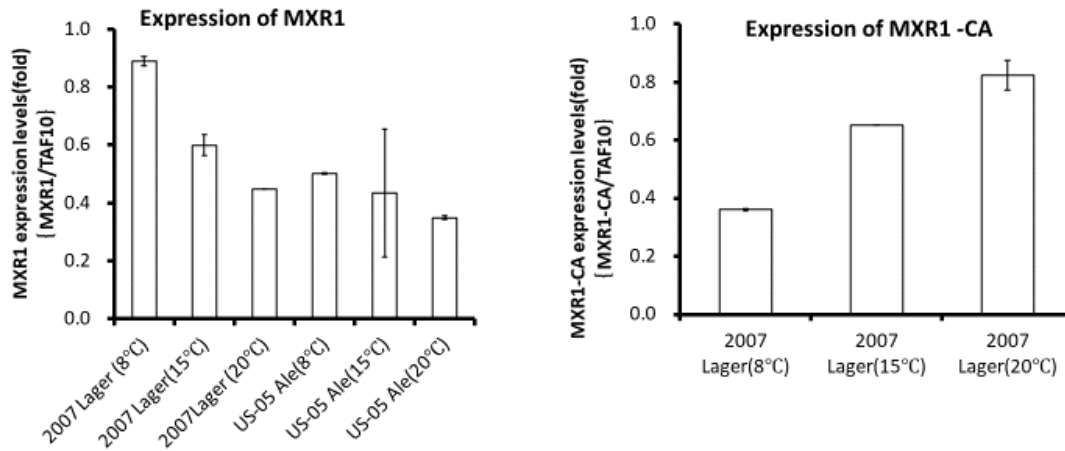 Expression of MXR1
MXR1 expression levels(fold)
{ MXR1/TAF10}
1.0
0.8
0.6
0.4
0.2
0.0
2007 Lager (8°C)
2007 Lager(15°C)
2007Lager (20°C)
US-05 Ale(8°C)
US-05 Ale(15°C)
US-05 Ale(20°C)
Expression of MXR1 -CA
MXR1-CA expression levels(fold)
{ MXR1-CA/TAF10}
1.0
0.8
0.6
0.4
0.2
0.0
2007
Lager(8°C)
2007
Lager(15°C)
2007
Lager(20°C)